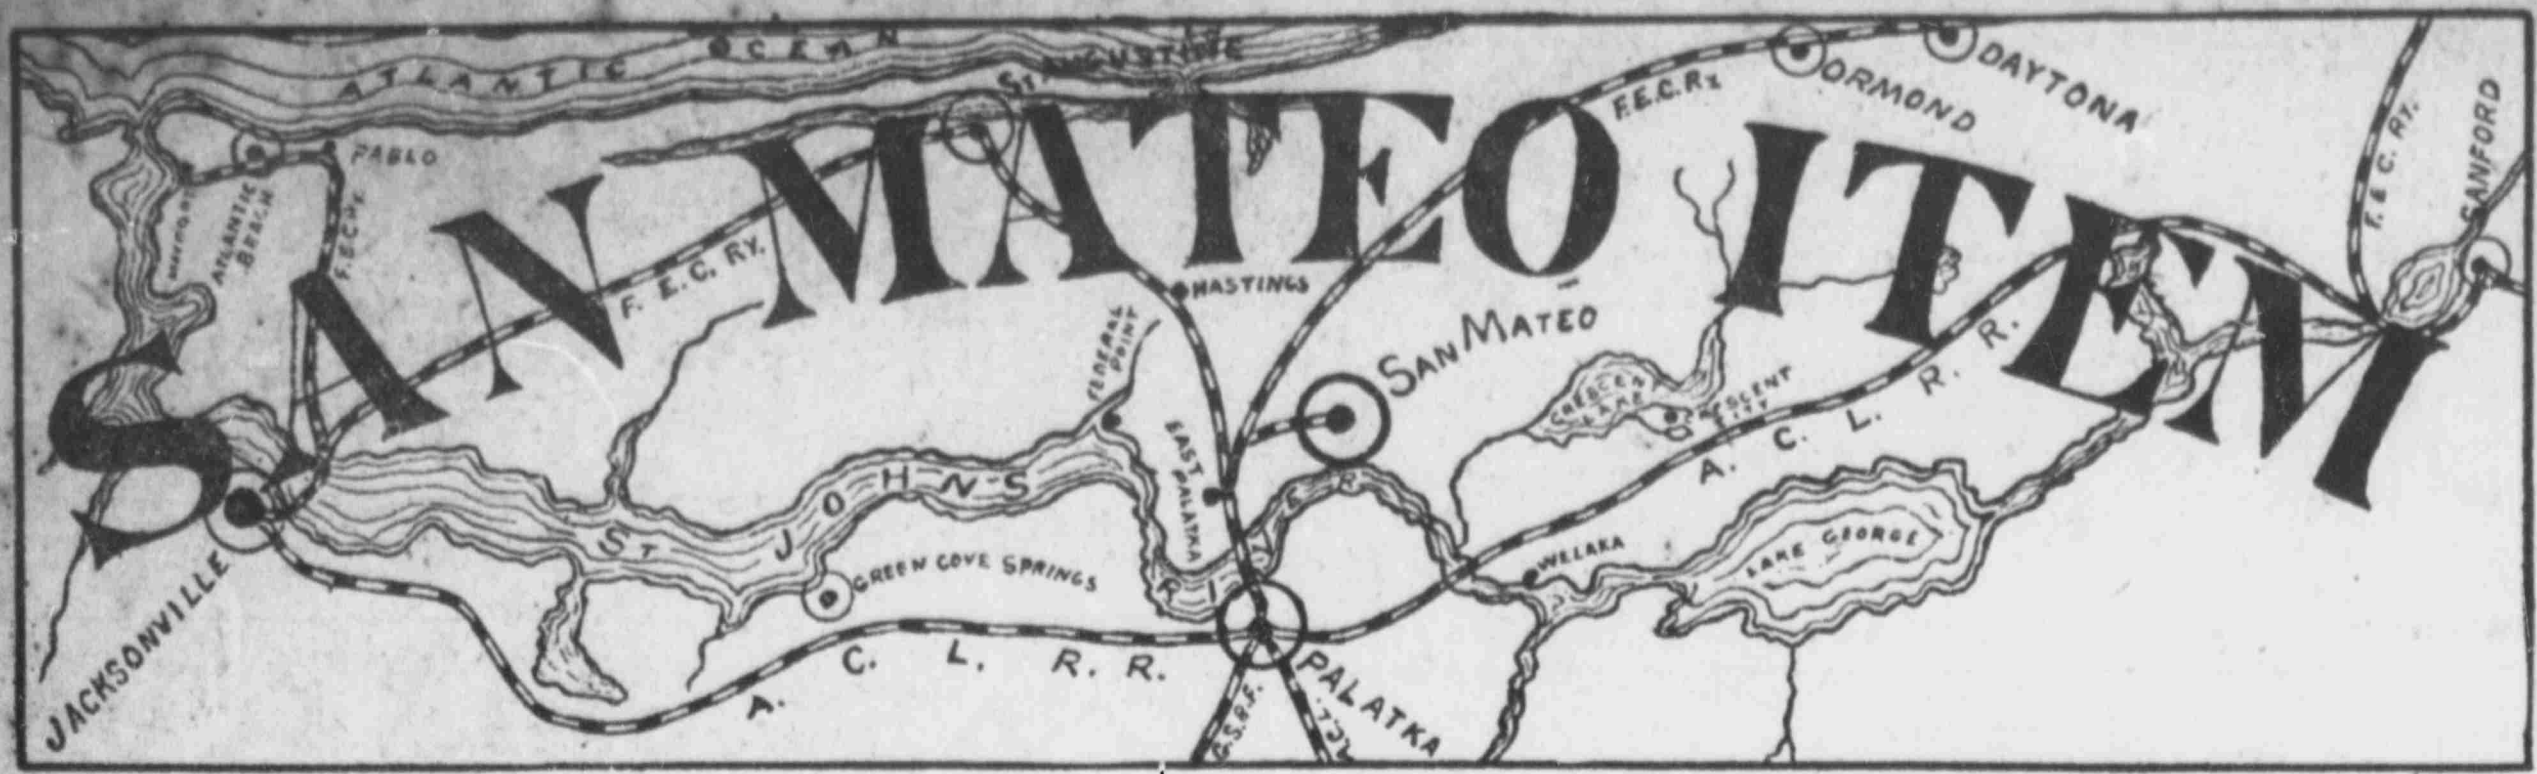 SAN MATEO ITEM
ATLANTIC OCEAN
ST AUGUSTINE
PABLO
ATLANTIC
BEACH
F. E. C. RY.
F.E.C.RY.
ORMOND
DAYTONA
F. E. C. RY.
SANFORD
HASTINGS
FEDERAL
POINT
SAN MATEO
EAST
PALATKA
CRESCENT
LAKE
CRESCENT
CITY
A. C. L. R. R.
ST JOHNS RIVER
GREEN COVE SPRINGS
WELAKA
LAKE GEORGE
JACKSONVILLE
A. C. L. R. R.
PALATKA
G.S.&F.